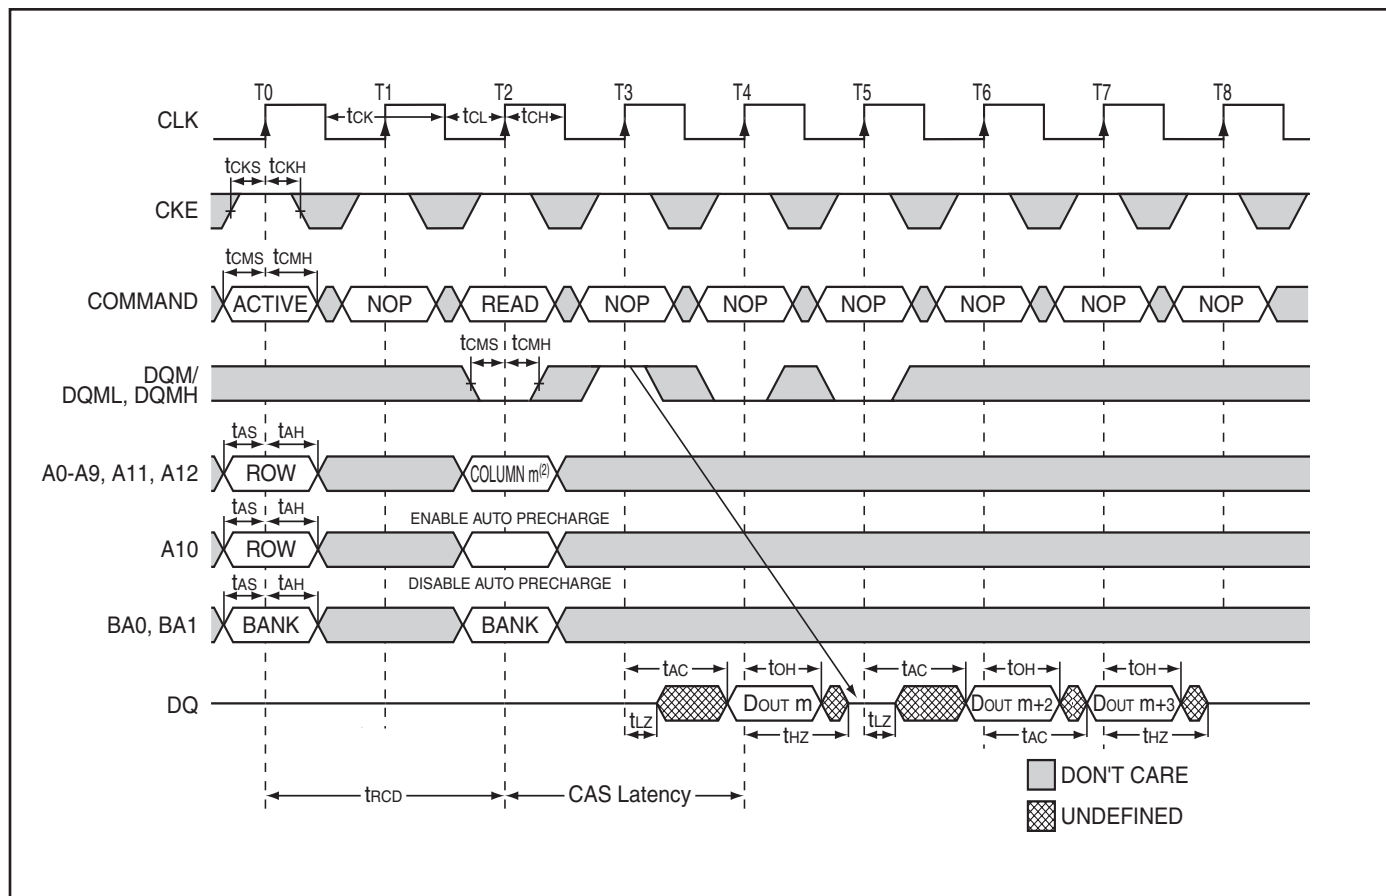 T0 T1 T2 T3 T4 T5 T6 T7 T8
CLK tCK tCL tCH
tCKS tCKH
CKE
tCMS tCMH
COMMAND ACTIVE NOP READ NOP NOP NOP NOP NOP NOP
tCMS tCMH
DQM/
DQML, DQMH
tAS tAH
A0-A9, A11, A12 ROW COLUMN m(2)
tAS tAH ENABLE AUTO PRECHARGE
A10 ROW
tAS tAH DISABLE AUTO PRECHARGE
BA0, BA1 BANK BANK
tAC tOH tAC tOH tOH
DQ DOUT m DOUT m+2 DOUT m+3
tLZ tHZ tLZ tAC tHZ
DON'T CARE
tRCD CAS Latency
UNDEFINED